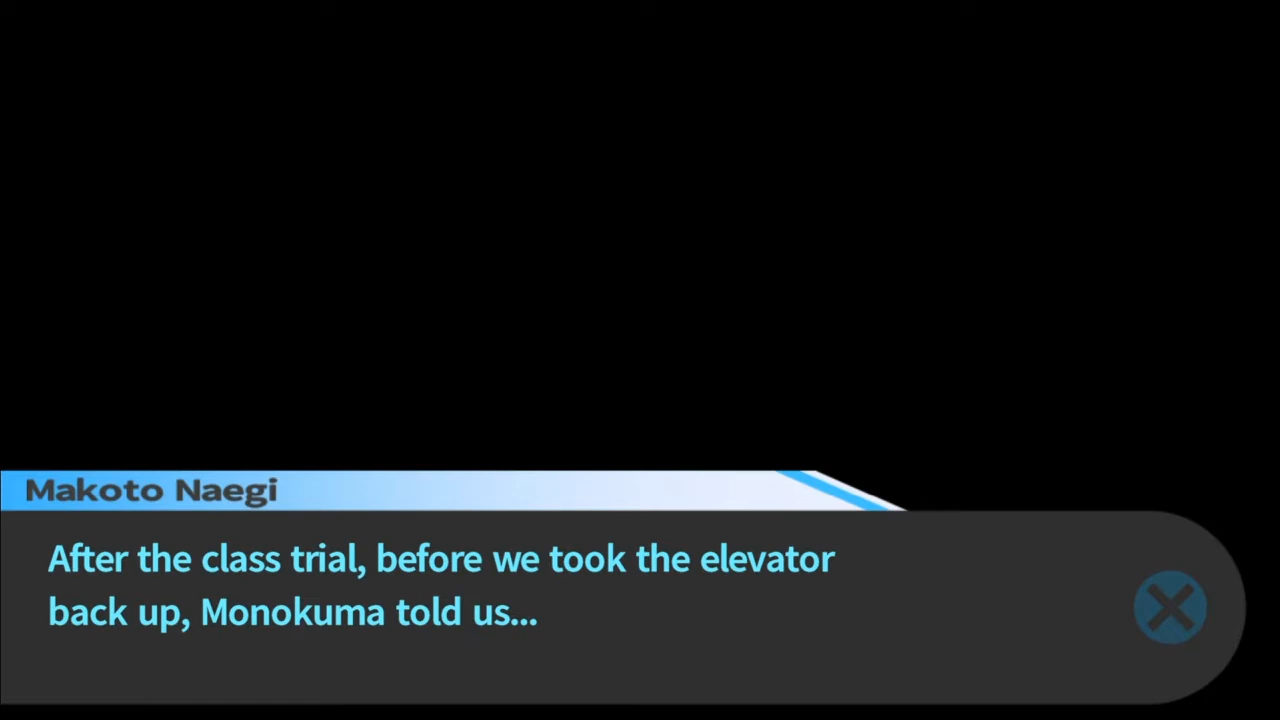 Makoto Naegi
After the class trial, before we took the elevator
back up, Monokuma told us...